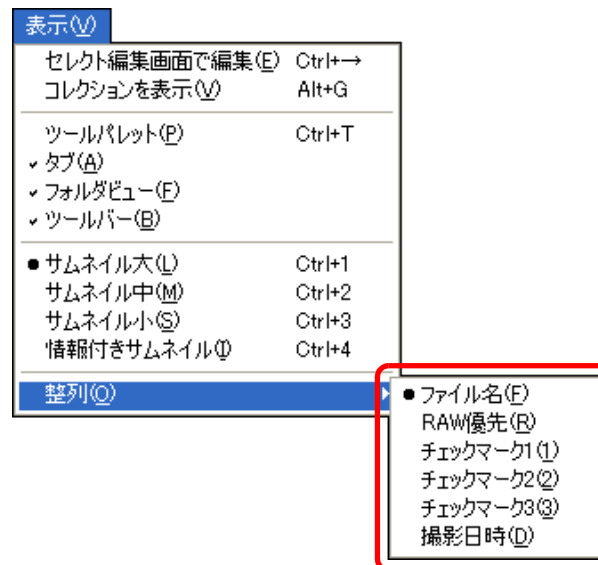 表示(V)
セレクト編集画面で編集(E) Ctrl+→
コレクションを表示(V) Alt+G
ツールパレット(P) Ctrl+T
タブ(A)
フォルダビュー(F)
ツールバー(B)
サムネイル大(L) Ctrl+1
サムネイル中(M) Ctrl+2
サムネイル小(S) Ctrl+3
情報付きサムネイル(I) Ctrl+4
整列(O)
ファイル名(F)
RAW優先(R)
チェックマーク1(1)
チェックマーク2(2)
チェックマーク3(3)
撮影日時(D)